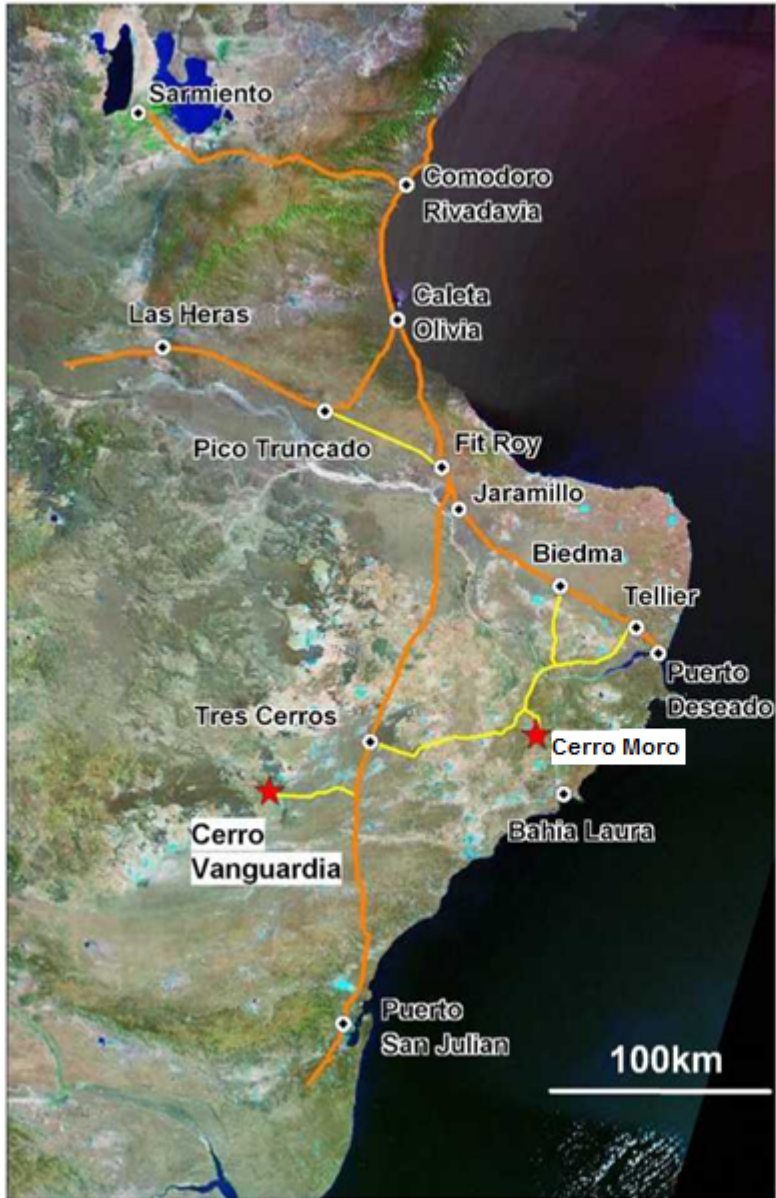 Sarmiento
Comodoro
Rivadavia
Caleta
Olivia
Las Heras
Pico Truncado
Fit Roy
Jaramillo
Biedma
Tellier
Puerto
Deseado
Tres Cerros
Cerro Moro
Cerro
Vanguardia
Bahia Laura
Puerto
San Julian
100km